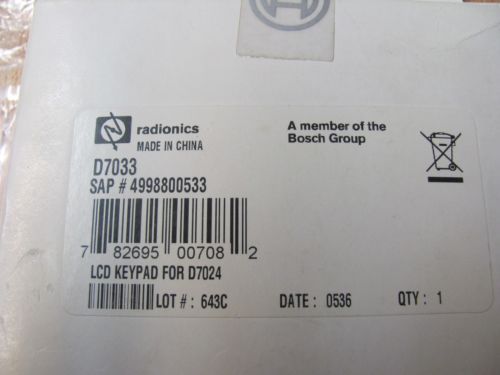 radionics
MADE IN CHINA
A member of the
Bosch Group
D7033
SAP # 4998800533
7 82695 00708 2
LCD KEYPAD FOR D7024
LOT # : 643C DATE : 0536 QTY : 1